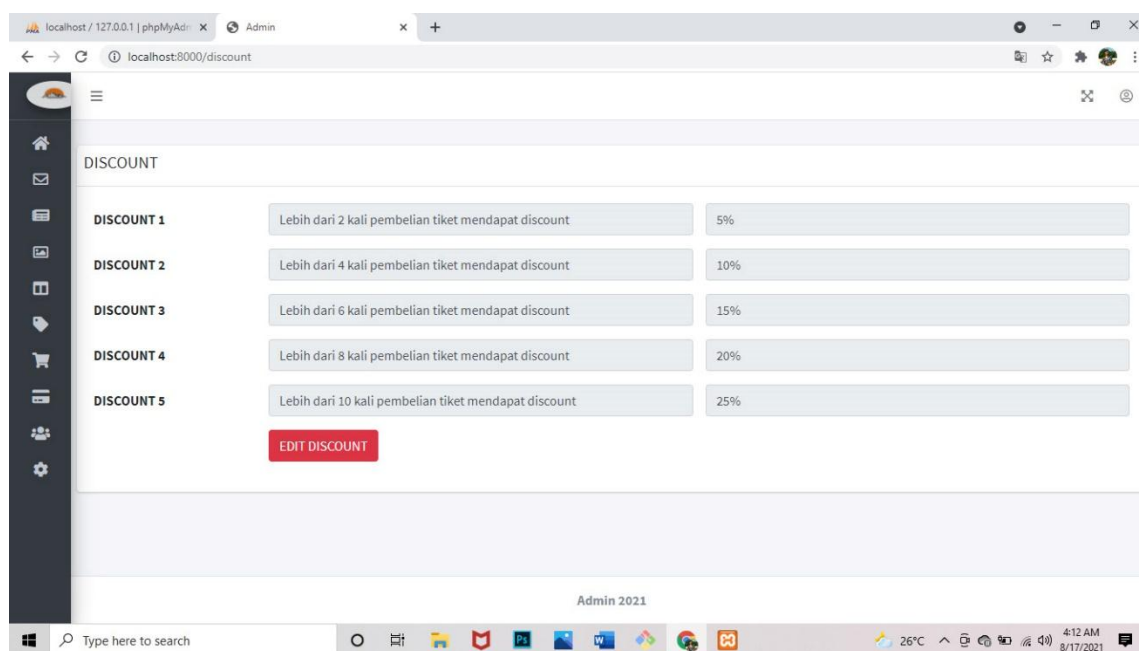 localhost / 127.0.0.1 | phpMyAdm
Admin
localhost:8000/discount
DISCOUNT
DISCOUNT 1 Lebih dari 2 kali pembelian tiket mendapat discount 5%
DISCOUNT 2 Lebih dari 4 kali pembelian tiket mendapat discount 10%
DISCOUNT 3 Lebih dari 6 kali pembelian tiket mendapat discount 15%
DISCOUNT 4 Lebih dari 8 kali pembelian tiket mendapat discount 20%
DISCOUNT 5 Lebih dari 10 kali pembelian tiket mendapat discount 25%
EDIT DISCOUNT
Admin 2021
Type here to search
Ps
W
26°C
4:12 AM
8/17/2021